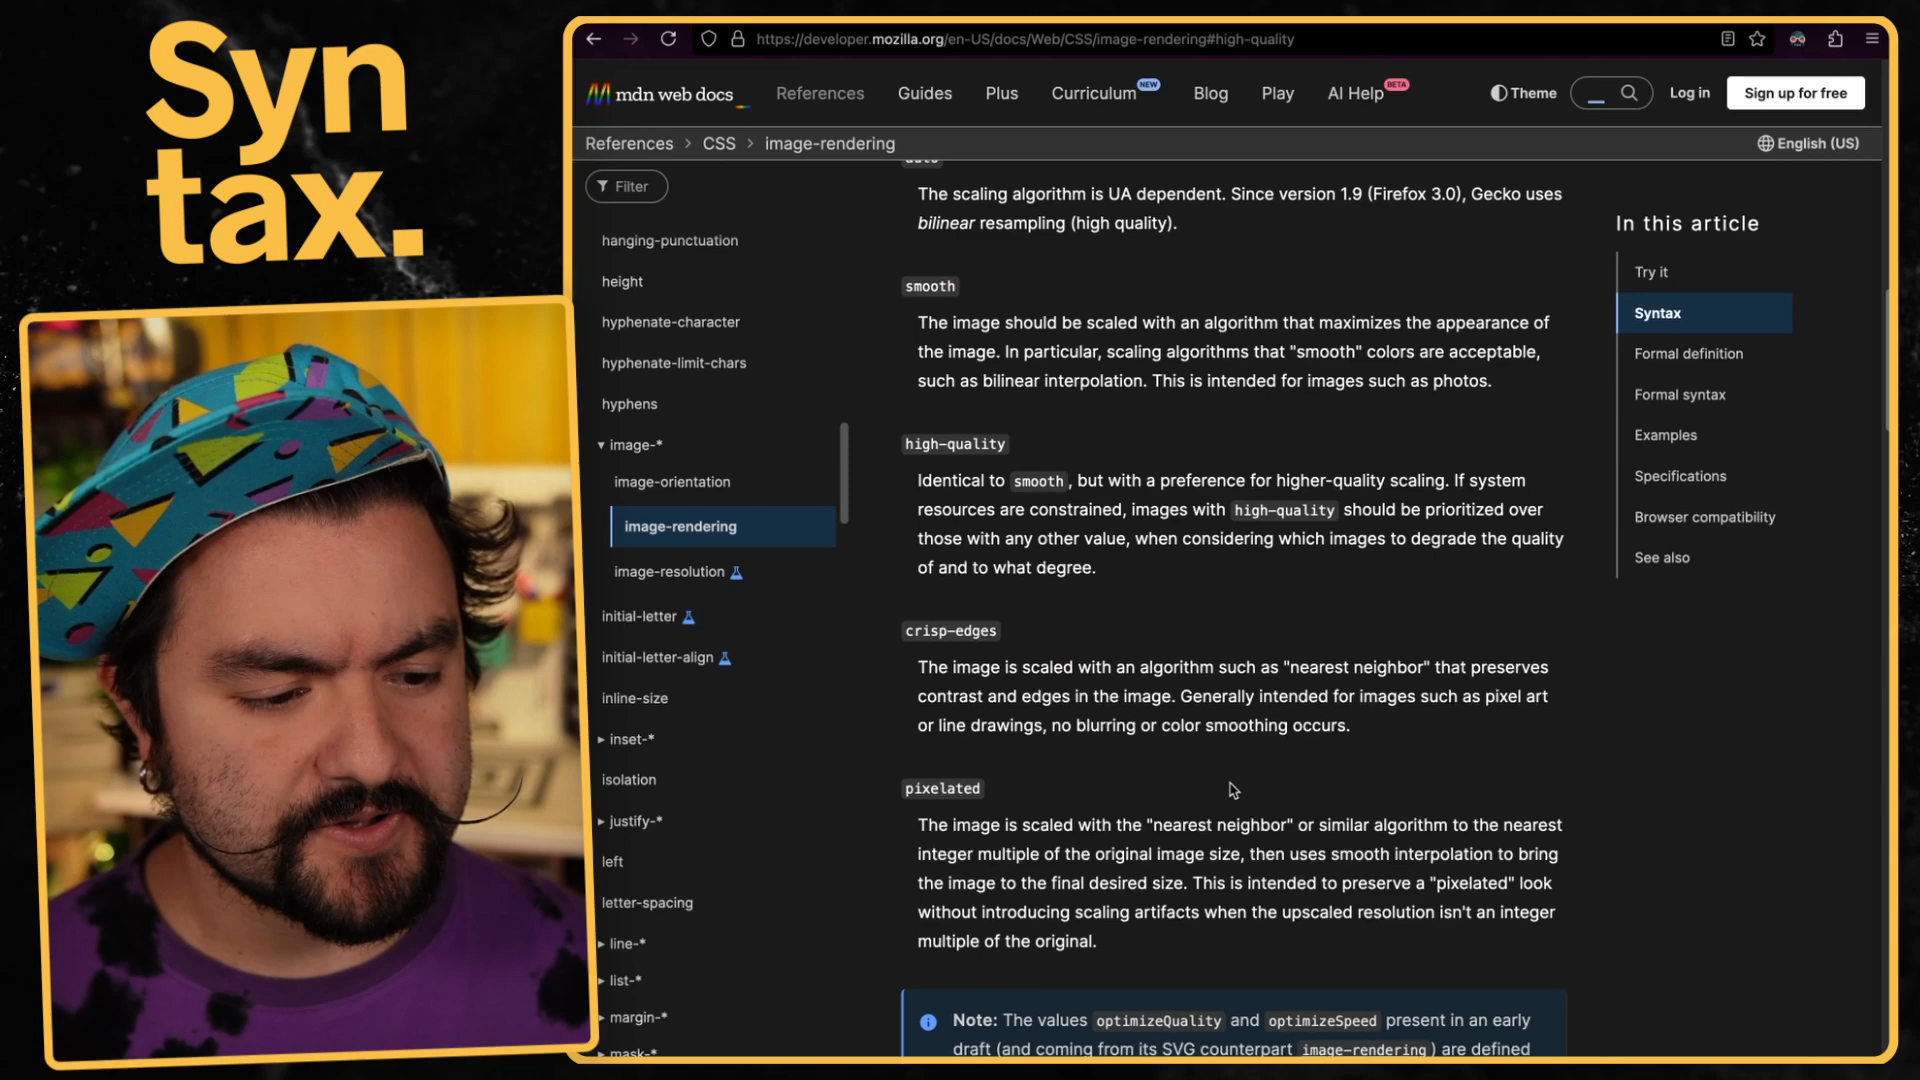 Syn
tax.
https://developer.mozilla.org/en-US/docs/Web/CSS/image-rendering#high-quality
mdn web docs
References
Guides
Plus
Curriculum NEW
Blog
Play
AI Help BETA
Theme
Log in
Sign up for free
References > CSS > image-rendering
English (US)
Filter
hanging-punctuation
height
hyphenate-character
hyphenate-limit-chars
hyphens
image-*
image-orientation
image-rendering
image-resolution
initial-letter
initial-letter-align
inline-size
inset-*
isolation
justify-*
left
letter-spacing
line-*
list-*
margin-*
mask-*
auto
The scaling algorithm is UA dependent. Since version 1.9 (Firefox 3.0), Gecko uses
bilinear resampling (high quality).
smooth
The image should be scaled with an algorithm that maximizes the appearance of
the image. In particular, scaling algorithms that "smooth" colors are acceptable,
such as bilinear interpolation. This is intended for images such as photos.
high-quality
Identical to smooth, but with a preference for higher-quality scaling. If system
resources are constrained, images with high-quality should be prioritized over
those with any other value, when considering which images to degrade the quality
of and to what degree.
crisp-edges
The image is scaled with an algorithm such as "nearest neighbor" that preserves
contrast and edges in the image. Generally intended for images such as pixel art
or line drawings, no blurring or color smoothing occurs.
pixelated
The image is scaled with the "nearest neighbor" or similar algorithm to the nearest
integer multiple of the original image size, then uses smooth interpolation to bring
the image to the final desired size. This is intended to preserve a "pixelated" look
without introducing scaling artifacts when the upscaled resolution isn't an integer
multiple of the original.
Note: The values optimizeQuality and optimizeSpeed present in an early
draft (and coming from its SVG counterpart image-rendering) are defined
In this article
Try it
Syntax
Formal definition
Formal syntax
Examples
Specifications
Browser compatibility
See also